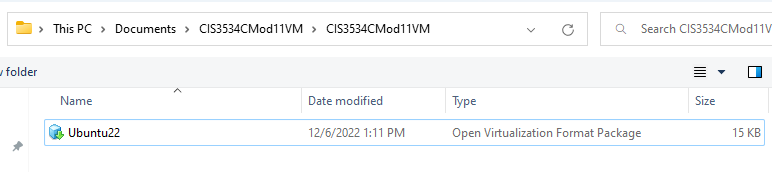 This PC > Documents > CIS3534CMod11VM > CIS3534CMod11VM
Search CIS3534CMod11V
v folder
Name Date modified Type Size
Ubuntu22 12/6/2022 1:11 PM Open Virtualization Format Package 15 KB